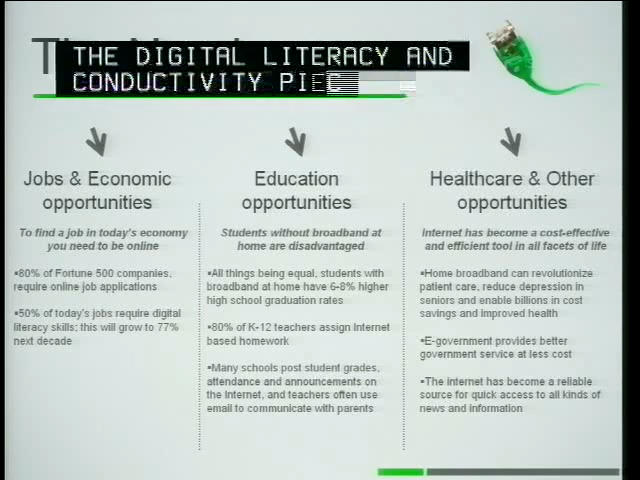 THE DIGITAL LITERACY AND
CONDUCTIVITY PIEC
Jobs & Economic
opportunities
To find a job in today's economy
you need to be online
▪80% of Fortune 500 companies,
require online job applications
▪50% of today's jobs require digital
literacy skills; this will grow to 77%
next decade
Education
opportunities
Students without broadband at
home are disadvantaged
▪All things being equal, students with
broadband at home have 6-8% higher
high school graduation rates
▪80% of K-12 teachers assign Internet
based homework
▪Many schools post student grades,
attendance and announcements on
the Internet, and teachers often use
email to communicate with parents
Healthcare & Other
opportunities
Internet has become a cost-effective
and efficient tool in all facets of life
▪Home broadband can revolutionize
patient care, reduce depression in
seniors and enable billions in cost
savings and improved health
▪E-government provides better
government service at less cost
▪The internet has become a reliable
source for quick access to all kinds of
news and information